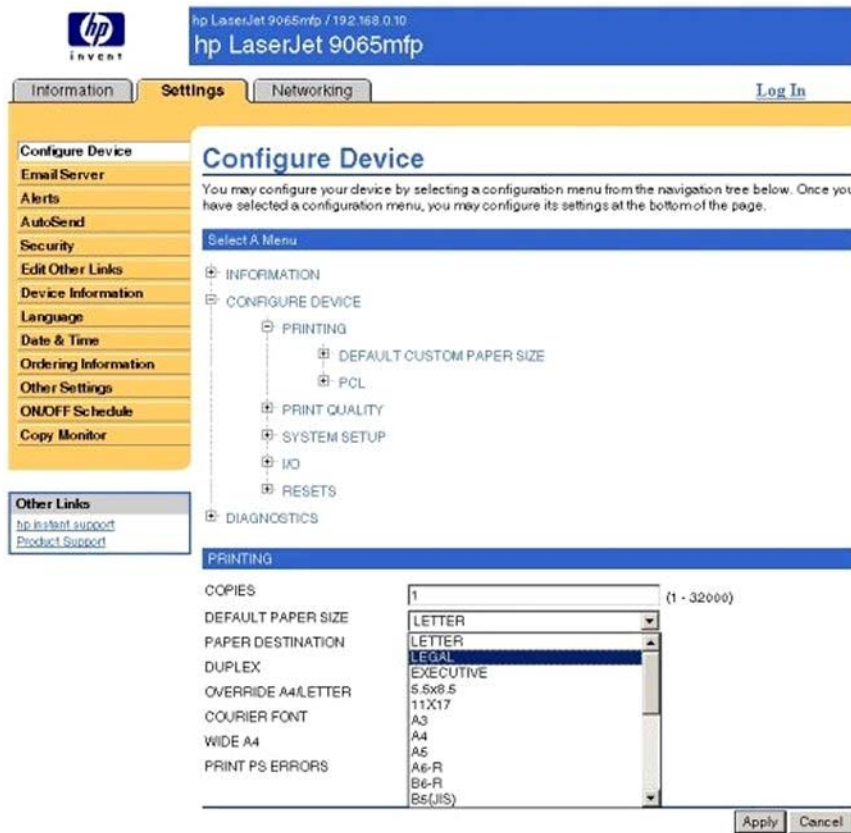 hp
invent
hp LaserJet 9065mfp / 192.168.0.10
hp LaserJet 9065mfp
Information
Settings
Networking
Log In
Configure Device
Email Server
Alerts
AutoSend
Security
Edit Other Links
Device Information
Language
Date & Time
Ordering Information
Other Settings
ON/OFF Schedule
Copy Monitor
Other Links
hp instant support
Product Support
Configure Device
You may configure your device by selecting a configuration menu from the navigation tree below. Once you
have selected a configuration menu, you may configure its settings at the bottom of the page.
Select A Menu
INFORMATION
CONFIGURE DEVICE
PRINTING
DEFAULT CUSTOM PAPER SIZE
PCL
PRINT QUALITY
SYSTEM SETUP
I/O
RESETS
DIAGNOSTICS
PRINTING
COPIES 1 (1 - 32000)
DEFAULT PAPER SIZE LETTER
PAPER DESTINATION
DUPLEX
OVERRIDE A4/LETTER
COURIER FONT
WIDE A4
PRINT PS ERRORS
LETTER
LEGAL
EXECUTIVE
5.5x8.5
11X17
A3
A4
A5
A6-R
B6-R
B5(JIS)
Apply Cancel